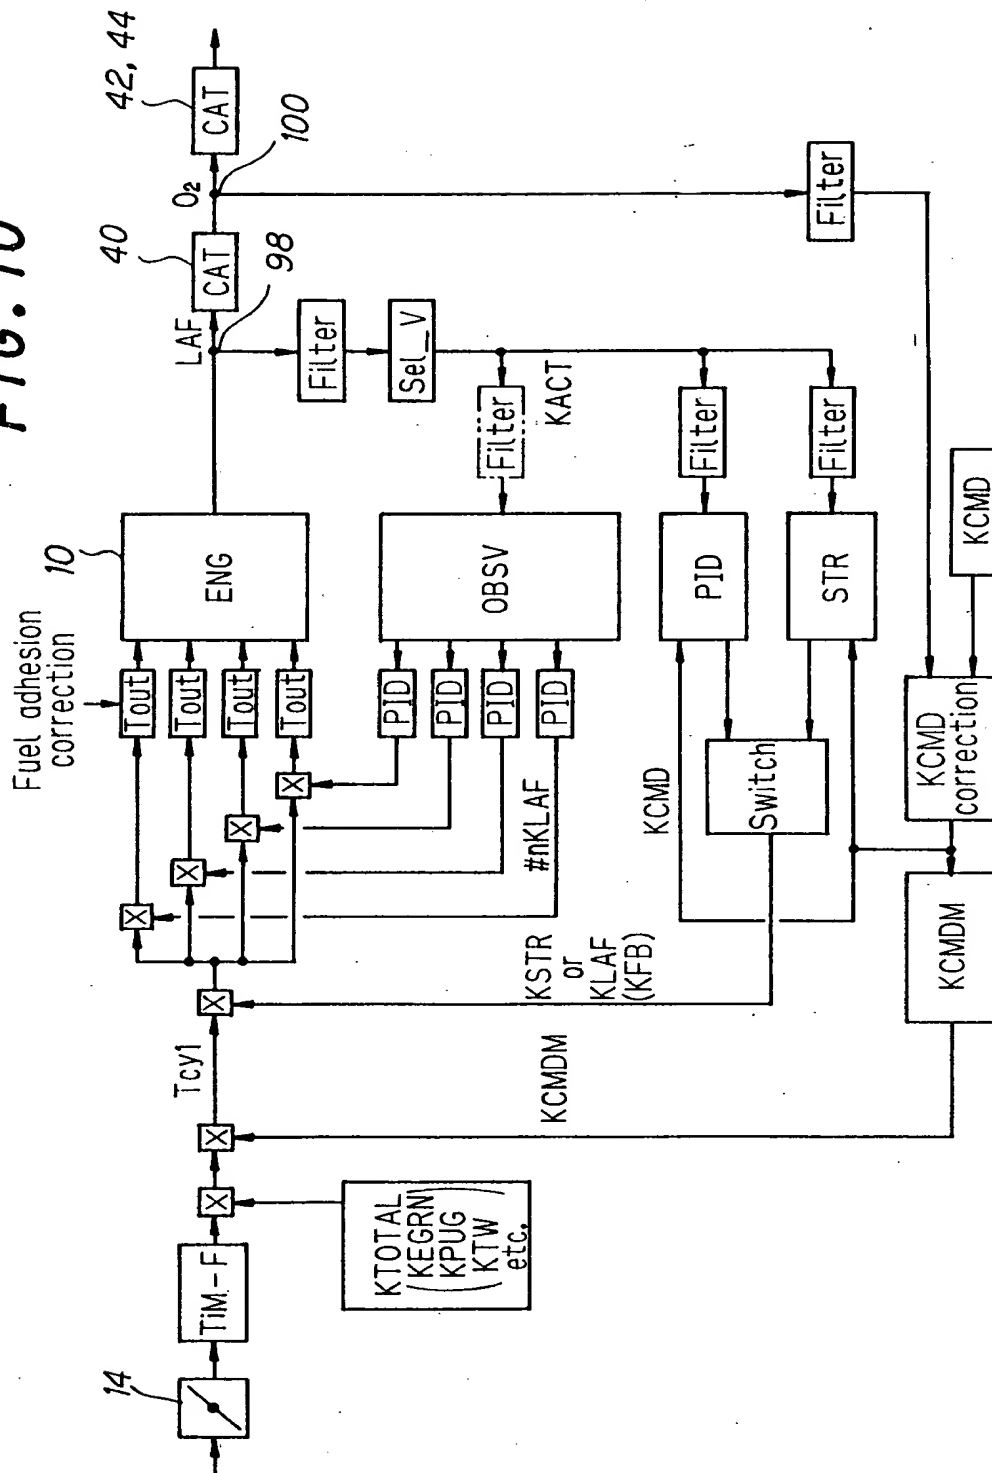 FIG. 10
14
TiM-F
KTOTAL
KEGRN
KPUG
KTW
etc.
X
X
Tcyl
X
KCMDM
KSTR
or
KLAF
(KFB)
X
X
X
X
Fuel adhesion
correction
Tout
Tout
Tout
Tout
10
ENG
LAF
98
40
CAT
O2
100
42, 44
CAT
Filter
Sel_V
Filter
KACT
OBSV
PID
PID
PID
PID
#nKLAF
Filter
PID
Filter
STR
KCMD
Switch
Filter
KCMD
KCMD
correction
KCMDM